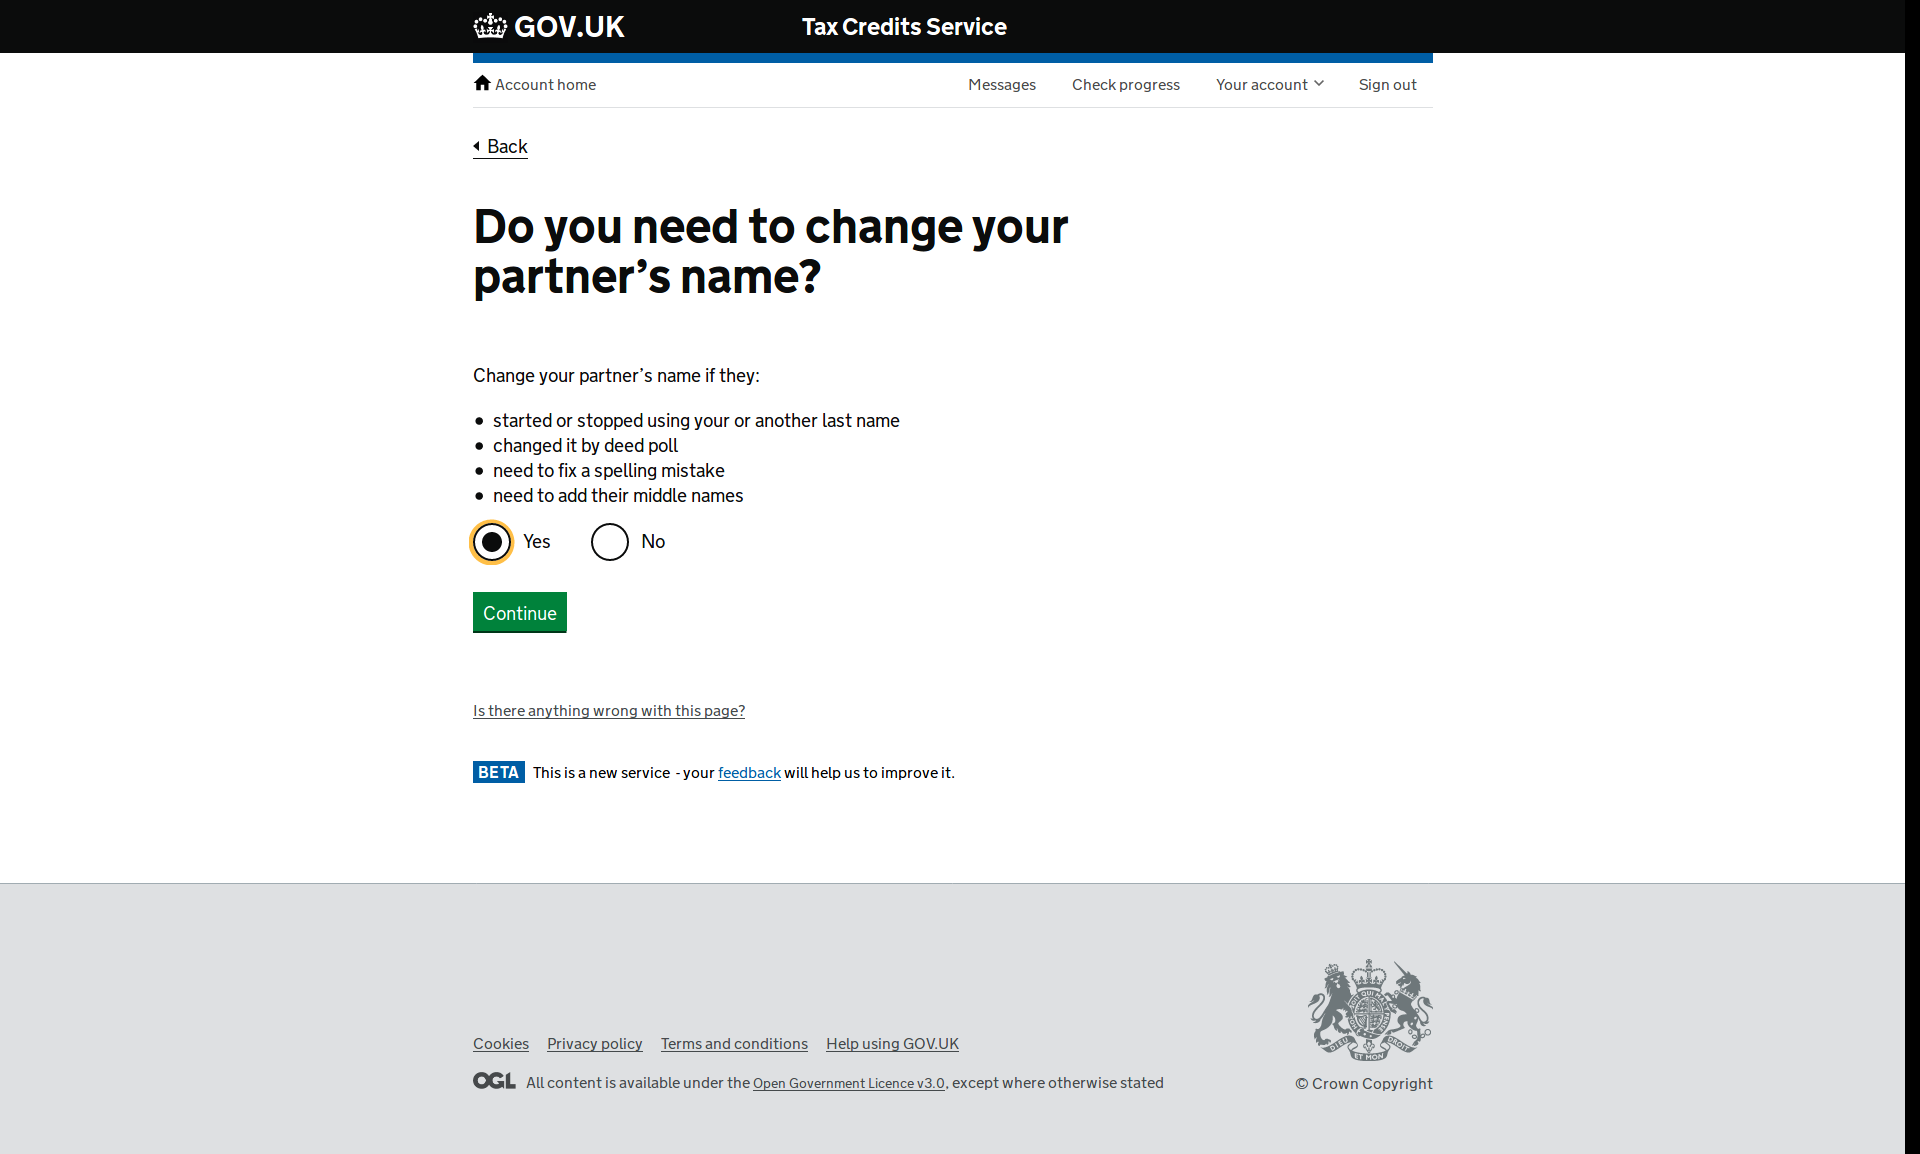 GOV.UK
Tax Credits Service
Account home
Messages
Check progress
Your account
Sign out
Back
Do you need to change your
partner’s name?
Change your partner’s name if they:
started or stopped using your or another last name
changed it by deed poll
need to fix a spelling mistake
need to add their middle names
Yes
No
Continue
Is there anything wrong with this page?
BETA This is a new service - your feedback will help us to improve it.
Cookies
Privacy policy
Terms and conditions
Help using GOV.UK
OGL All content is available under the Open Government Licence v3.0, except where otherwise stated
DIEU ET MON DROIT
© Crown Copyright